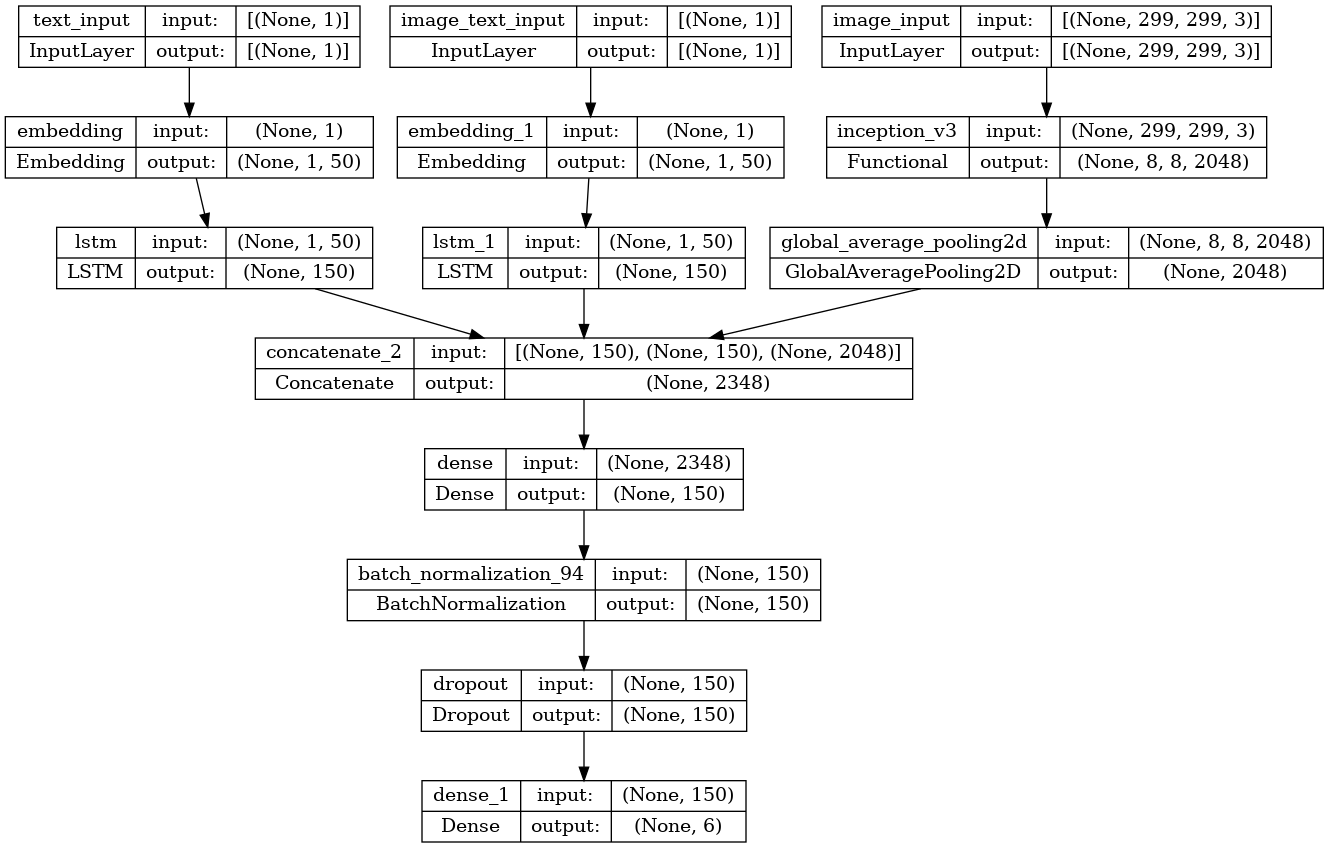 text_input input: [(None, 1)]
InputLayer output: [(None, 1)]
image_text_input input: [(None, 1)]
InputLayer output: [(None, 1)]
image_input input: [(None, 299, 299, 3)]
InputLayer output: [(None, 299, 299, 3)]
embedding input: (None, 1)
Embedding output: (None, 1, 50)
embedding_1 input: (None, 1)
Embedding output: (None, 1, 50)
inception_v3 input: (None, 299, 299, 3)
Functional output: (None, 8, 8, 2048)
lstm input: (None, 1, 50)
LSTM output: (None, 150)
lstm_1 input: (None, 1, 50)
LSTM output: (None, 150)
global_average_pooling2d input: (None, 8, 8, 2048)
GlobalAveragePooling2D output: (None, 2048)
concatenate_2 input: [(None, 150), (None, 150), (None, 2048)]
Concatenate output: (None, 2348)
dense input: (None, 2348)
Dense output: (None, 150)
batch_normalization_94 input: (None, 150)
BatchNormalization output: (None, 150)
dropout input: (None, 150)
Dropout output: (None, 150)
dense_1 input: (None, 150)
Dense output: (None, 6)